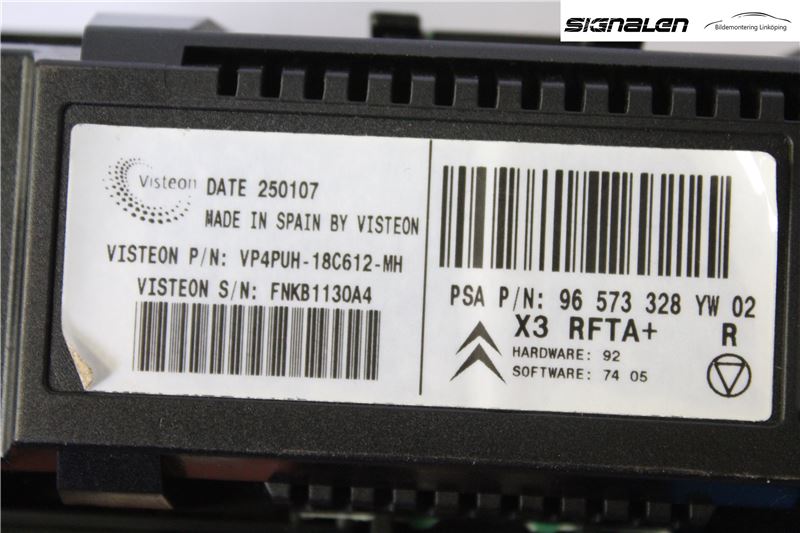 SIGNALEN
Bildemontering Linköping
Visteon
DATE 250107
MADE IN SPAIN BY VISTEON
VISTEON P/N: VP4PUH-18C612-MH
VISTEON S/N: FNKB1130A4
PSA P/N: 96 573 328 YW 02
X3 RFTA+ R
HARDWARE: 92
SOFTWARE: 74 05